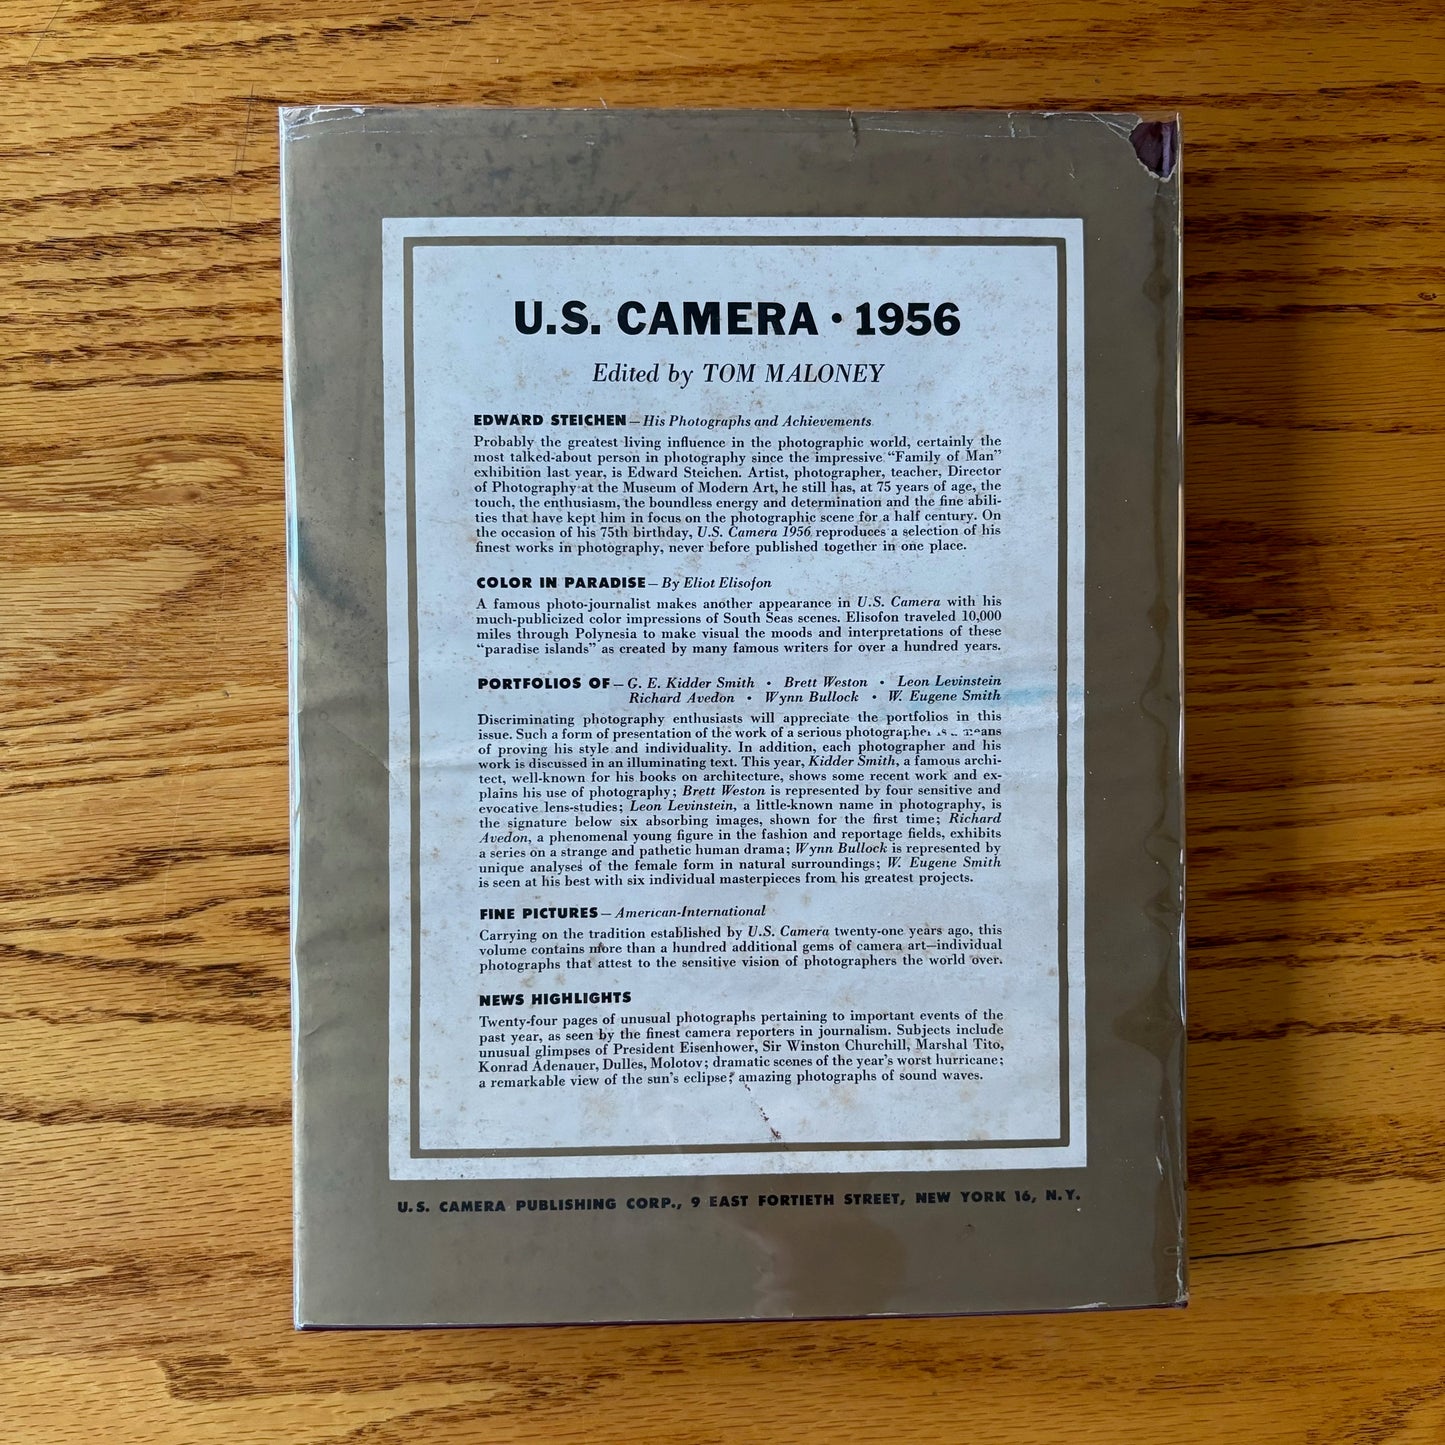 U.S. CAMERA • 1956
Edited by TOM MALONEY
EDWARD STEICHEN — His Photographs and Achievements
Probably the greatest living influence in the photographic world, certainly the
most talked-about person in photography since the impressive “Family of Man”
exhibition last year, is Edward Steichen. Artist, photographer, teacher, Director
of Photography at the Museum of Modern Art, he still has, at 75 years of age, the
touch, the enthusiasm, the boundless energy and determination and the fine abili-
ties that have kept him in focus on the photographic scene for a half century. On
the occasion of his 75th birthday, U.S. Camera 1956 reproduces a selection of his
finest works in photography, never before published together in one place.
COLOR IN PARADISE — By Eliot Elisofon
A famous photo-journalist makes another appearance in U.S. Camera with his
much-publicized color impressions of South Seas scenes. Elisofon traveled 10,000
miles through Polynesia to make visual the moods and interpretations of these
“paradise islands” as created by many famous writers for over a hundred years.
PORTFOLIOS OF — G. E. Kidder Smith • Brett Weston • Leon Levinstein
Richard Avedon • Wynn Bullock • W. Eugene Smith
Discriminating photography enthusiasts will appreciate the portfolios in this
issue. Such a form of presentation of the work of a serious photographer is a means
of proving his style and individuality. In addition, each photographer and his
work is discussed in an illuminating text. This year, Kidder Smith, a famous archi-
tect, well-known for his books on architecture, shows some recent work and ex-
plains his use of photography; Brett Weston is represented by four sensitive and
evocative lens-studies; Leon Levinstein, a little-known name in photography, is
the signature below six absorbing images, shown for the first time; Richard
Avedon, a phenomenal young figure in the fashion and reportage fields, exhibits
a series on a strange and pathetic human drama; Wynn Bullock is represented by
unique analyses of the female form in natural surroundings; W. Eugene Smith
is seen at his best with six individual masterpieces from his greatest projects.
FINE PICTURES — American-International
Carrying on the tradition established by U.S. Camera twenty-one years ago, this
volume contains more than a hundred additional gems of camera art—individual
photographs that attest to the sensitive vision of photographers the world over.
NEWS HIGHLIGHTS
Twenty-four pages of unusual photographs pertaining to important events of the
past year, as seen by the finest camera reporters in journalism. Subjects include
unusual glimpses of President Eisenhower, Sir Winston Churchill, Marshal Tito,
Konrad Adenauer, Dulles, Molotov; dramatic scenes of the year's worst hurricane;
a remarkable view of the sun's eclipse; amazing photographs of sound waves.
U.S. CAMERA PUBLISHING CORP., 9 EAST FORTIETH STREET, NEW YORK 16, N.Y.